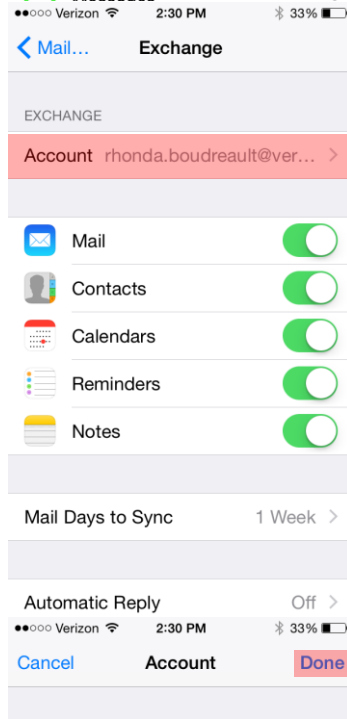 Verizon 2:30 PM 33%
Mail... Exchange
EXCHANGE
Account rhonda.boudreault@ver... >
Mail
Contacts
Calendars
Reminders
Notes
Mail Days to Sync 1 Week >
Automatic Reply Off >
Verizon 2:30 PM 33%
Cancel Account Done